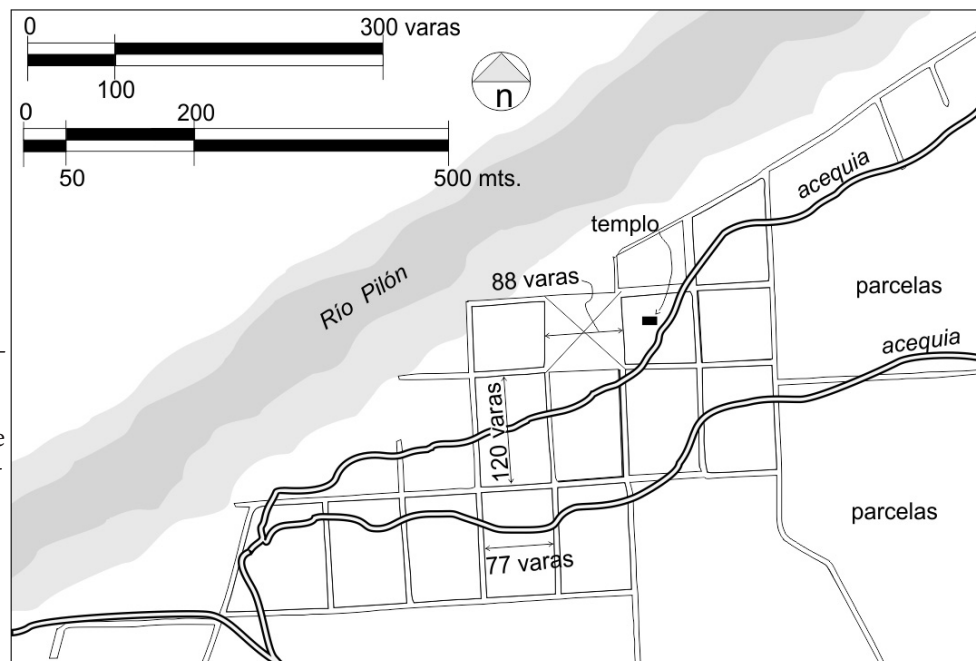 0 300 varas
100
0 200
50 500 mts.
n
acequia
templo
88 varas
Río Pilón
parcelas
acequia
120 varas
parcelas
77 varas